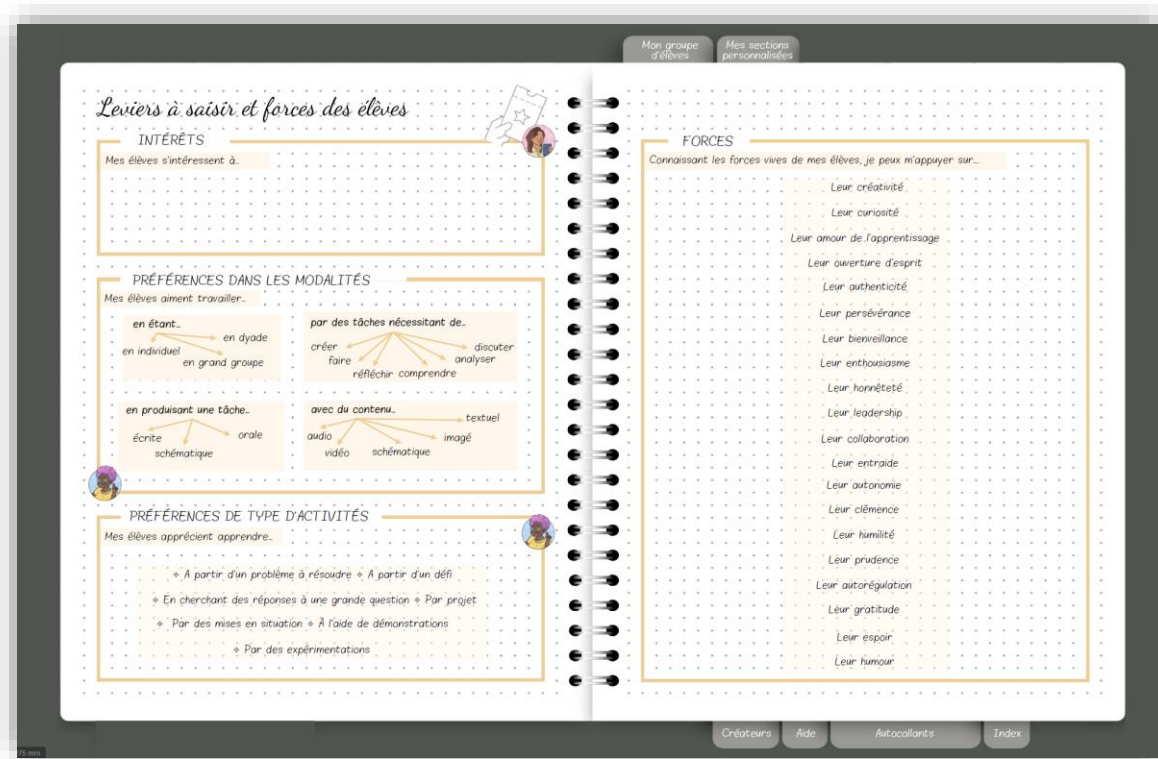 Mon groupe
d'élèves
Mes sections
personnalisées
Leviers à saisir et forces des élèves
INTÉRÊTS
Mes élèves s'intéressent à...
PRÉFÉRENCES DANS LES MODALITÉS
Mes élèves aiment travailler...
en étant...
en individuel
en grand groupe
en dyade
par des tâches nécessitant de...
créer
faire
réfléchir
comprendre
analyser
discuter
en produisant une tâche...
écrite
schématique
orale
avec du contenu...
audio
vidéo
schématique
imagé
textuel
PRÉFÉRENCES DE TYPE D'ACTIVITÉS
Mes élèves apprécient apprendre...
❖ A partir d'un problème à résoudre ❖ A partir d'un défi
❖ En cherchant des réponses à une grande question ❖ Par projet
❖ Par des mises en situation ❖ À l'aide de démonstrations
❖ Par des expérimentations
FORCES
Connaissant les forces vives de mes élèves, je peux m'appuyer sur...
Leur créativité
Leur curiosité
Leur amour de l'apprentissage
Leur ouverture d'esprit
Leur authenticité
Leur persévérance
Leur bienveillance
Leur enthousiasme
Leur honnêteté
Leur leadership
Leur collaboration
Leur entraide
Leur autonomie
Leur clémence
Leur humilité
Leur prudence
Leur autorégulation
Leur gratitude
Leur espoir
Leur humour
Créateurs
Aide
Autocollants
Index
75 mm